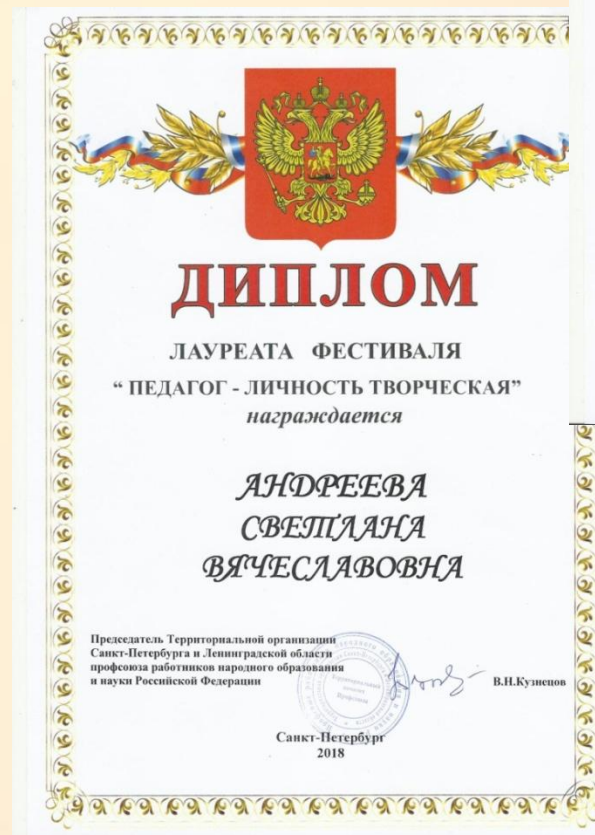 ДИПЛОМ
ЛАУРЕАТА ФЕСТИВАЛЯ
“ ПЕДАГОГ - ЛИЧНОСТЬ ТВОРЧЕСКАЯ”
награждается
АНДРЕЕВА
СВЕТЛАНА
ВЯЧЕСЛАВОВНА
Председатель Территориальной организации
Санкт-Петербурга и Ленинградской области
профсоюза работников народного образования
и науки Российской Федерации
В.Н.Кузнецов
Санкт-Петербург
2018